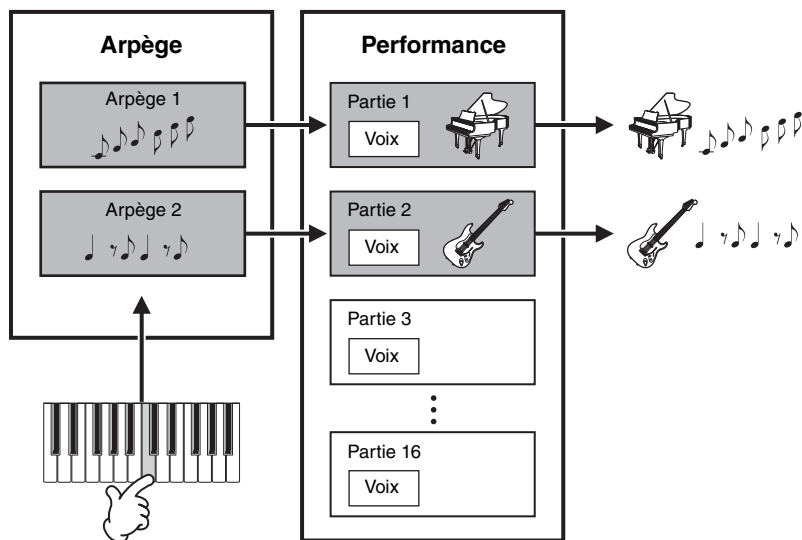 Arpège
Arpège 1
Arpège 2
Performance
Partie 1
Voix
Partie 2
Voix
Partie 3
Voix
Partie 16
Voix